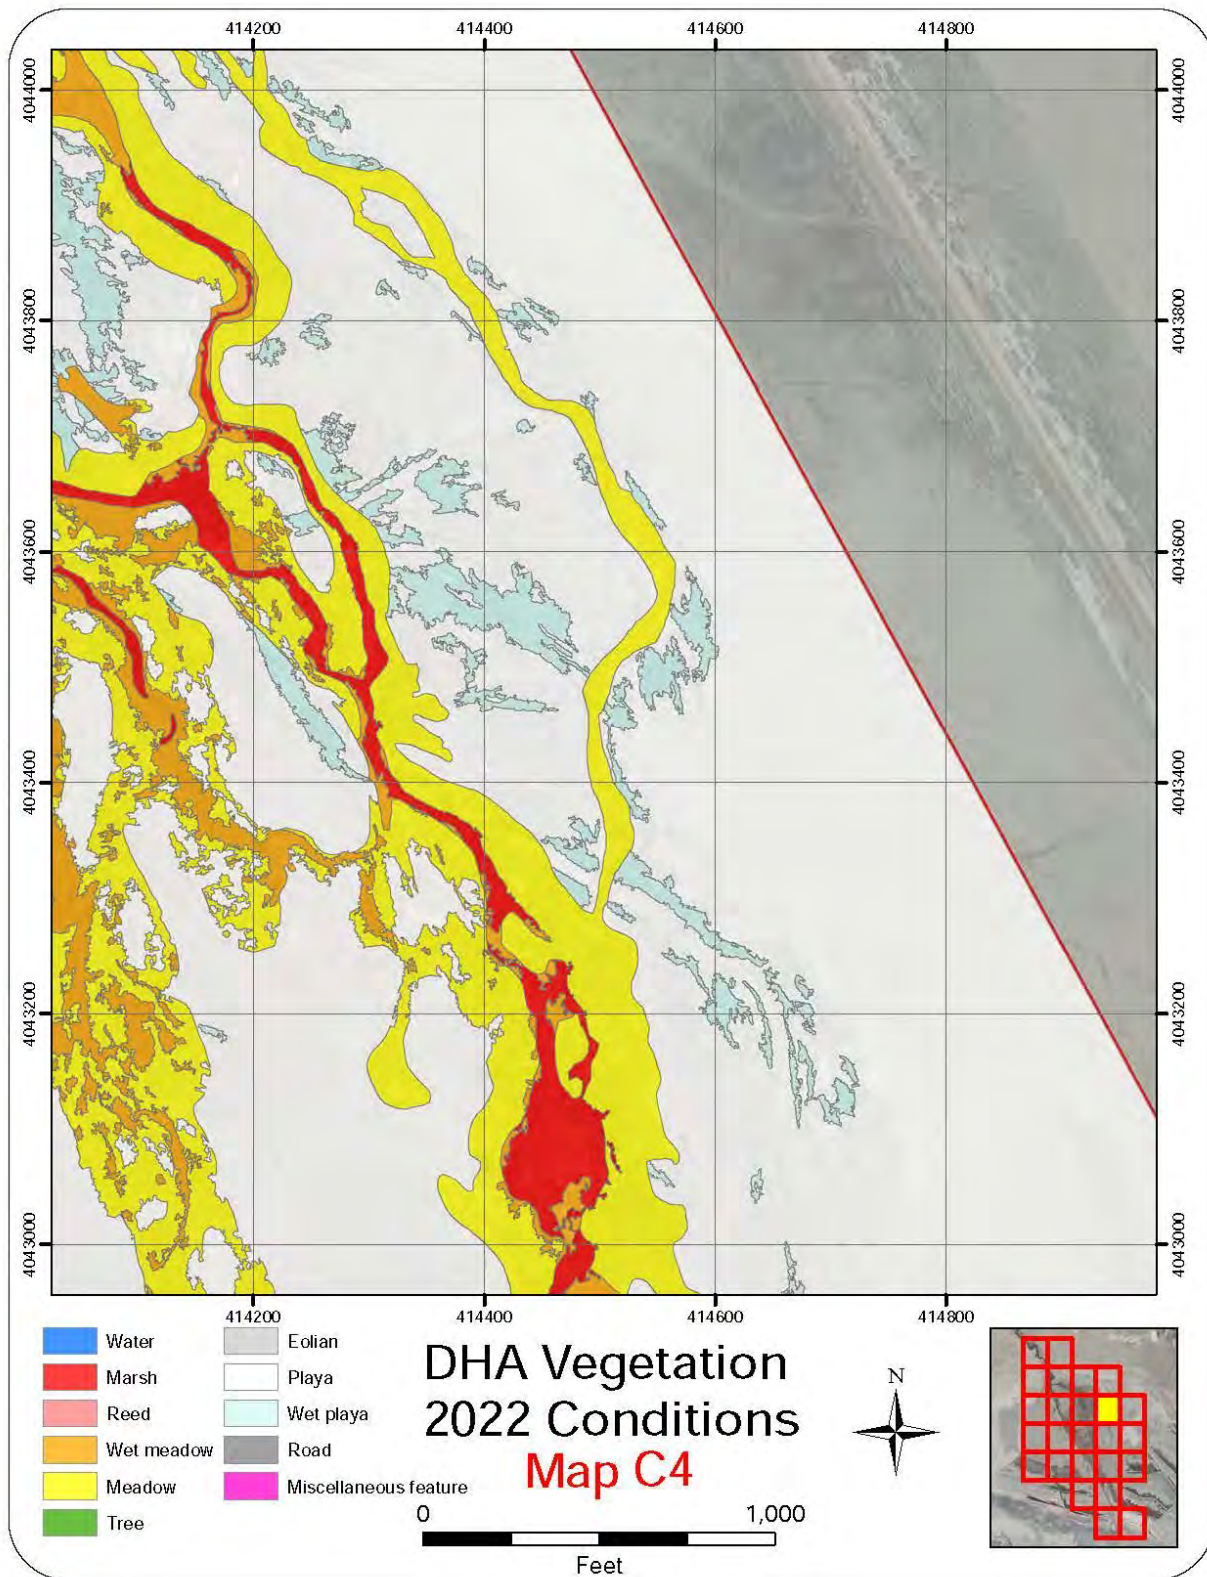 414200 414400 414600 414800
4044000 4044000
4043800 4043800
4043600 4043600
4043400 4043400
4043200 4043200
4043000 4043000
414200 414400 414600 414800
Water
Marsh
Reed
Wet meadow
Meadow
Tree
Eolian
Playa
Wet playa
Road
Miscellaneous feature
DHA Vegetation
2022 Conditions
Map C4
0 1,000
Feet
N